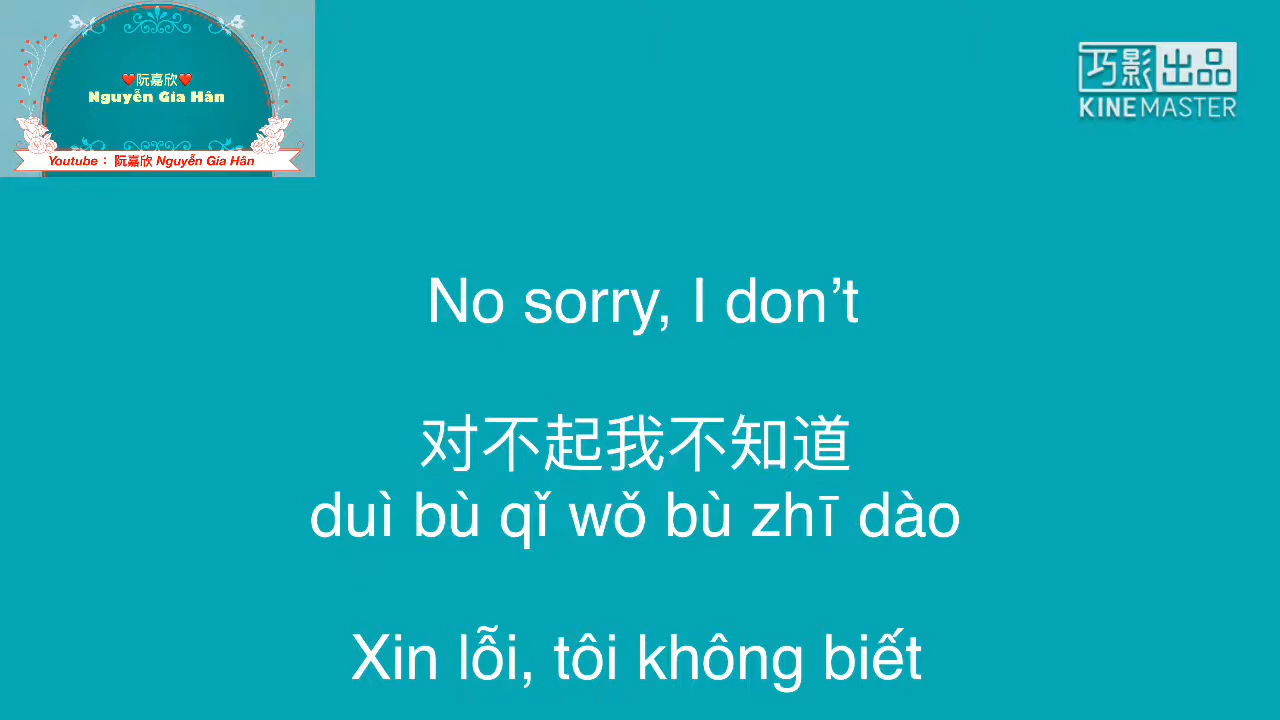 ❤️阮嘉欣❤️
Nguyễn Gia Hân
Youtube： 阮嘉欣 Nguyễn Gia Hân
巧影出品
KINEMASTER
No sorry, I don’t
对不起我不知道
duì bù qǐ wǒ bù zhī dào
Xin lỗi, tôi không biết